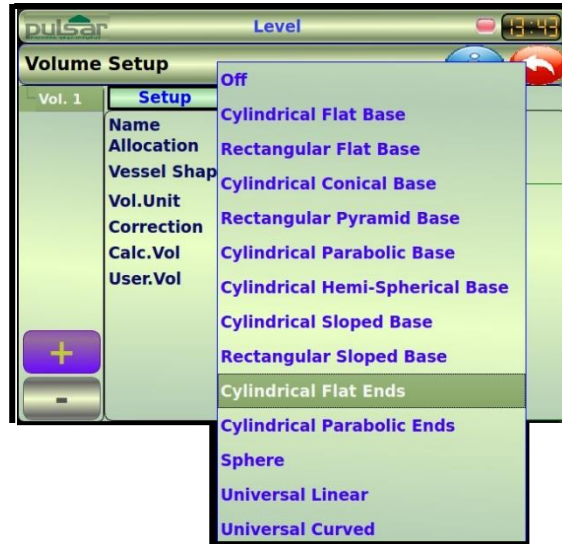 pulsar
Level
13:43
Volume Setup
Vol. 1
Setup
Name
Allocation
Vessel Shap
Vol.Unit
Correction
Calc.Vol
User.Vol
+
-
Off
Cylindrical Flat Base
Rectangular Flat Base
Cylindrical Conical Base
Rectangular Pyramid Base
Cylindrical Parabolic Base
Cylindrical Hemi-Spherical Base
Cylindrical Sloped Base
Rectangular Sloped Base
Cylindrical Flat Ends
Cylindrical Parabolic Ends
Sphere
Universal Linear
Universal Curved